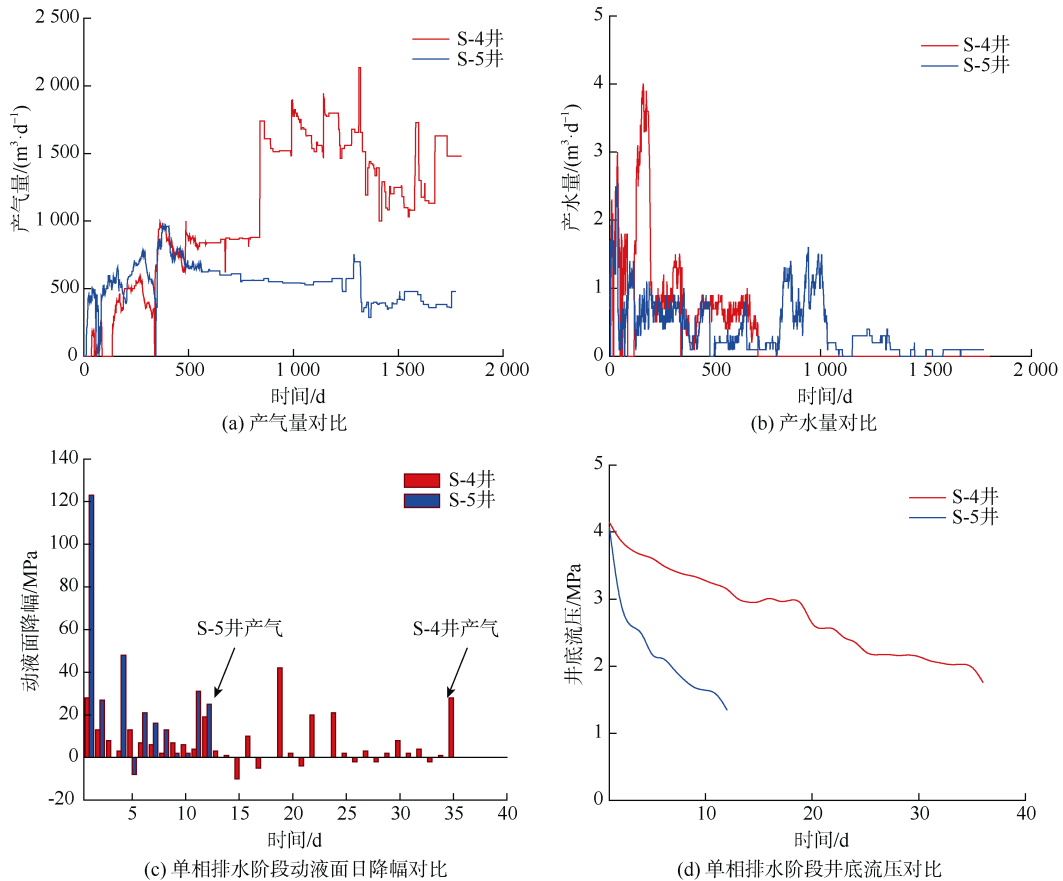 2 500
2 000
1 500
1 000
500
0
产气量/(m³·d⁻¹)
S-4井
S-5井
0
500
1 000
1 500
2 000
时间/d
(a) 产气量对比
5
4
3
2
1
0
产水量/(m³·d⁻¹)
S-4井
S-5井
0
500
1 000
1 500
2 000
时间/d
(b) 产水量对比
140
120
100
80
60
40
20
0
-20
动液面降幅/MPa
S-4井
S-5井
S-5井产气
S-4井产气
5
10
15
20
25
30
35
40
时间/d
(c) 单相排水阶段动液面日降幅对比
5
4
3
2
1
0
井底流压/MPa
S-4井
S-5井
10
20
30
40
时间/d
(d) 单相排水阶段井底流压对比